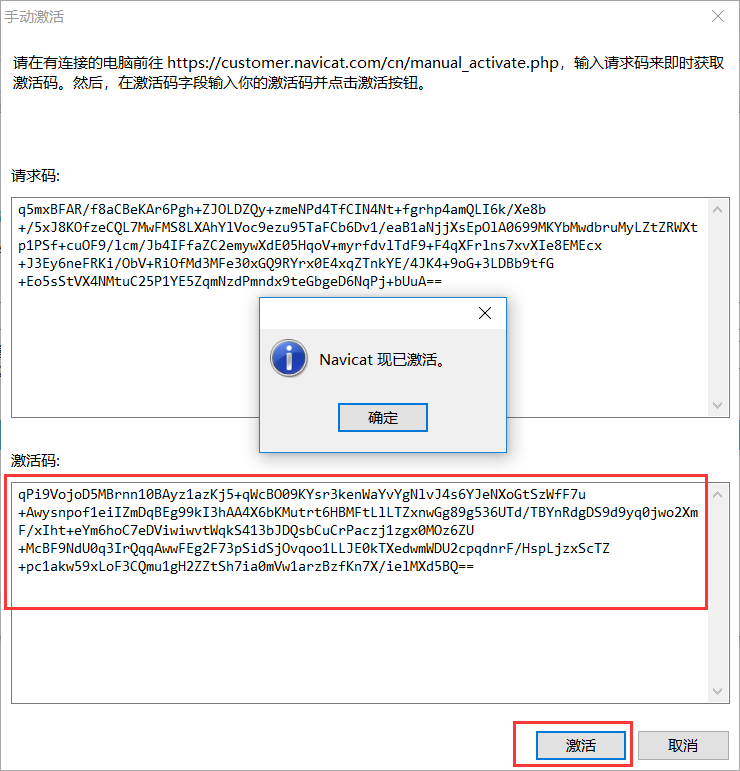 手动激活
请在有连接的电脑前往 https://customer.navicat.com/cn/manual_activate.php，输入请求码来即时获取
激活码。然后，在激活码字段输入你的激活码并点击激活按钮。
请求码:
q5mxBFAR/f8aCBeKAr6Pgh+ZJOLDZQy+zmeNPd4TfCIN4Nt+fgrhp4amQLI6k/Xe8b
+/5xJ8KOfzeCQL7MwFMS8LXAhYlVoc9ezu95TaFCb6Dv1/eaB1aNjjXsEpOlA0699MKYbMwdbruMyLZtZRWXt
p1PSf+cuOF9/lcm/Jb4IFfaZC2emywXdE05HqoV+myrfdvlTdF9+F4qXFrlns7xvXIe8EMEcx
+J3Ey6neFRKi/ObV+RiOfMd3MFe30xGQ9RYrx0E4xqZTnkYE/4JK4+9oG+3LDBb9tfG
+Eo5sStVX4NMtuC25P1YE5ZqmNzdPmndx9teGbgeD6NqPj+bUuA==
Navicat 现已激活。
确定
激活码:
qPi9VojoD5MBrnn10BAyz1azKj5+qWcBO09KYsr3kenWaYvYgNlvJ4s6YJeNXoGtSzWfF7u
+Awysnpof1eiIZmDqBEg99kI3hAA4X6bKMutrt6HBMFtLlLTZxnwGg89g536UTd/TBYnRdgDS9d9yq0jwo2Xm
F/xIht+eYm6hoC7eDViwiwvtWqkS413bJDQsbCuCrPaczj1zgx0MOz6ZU
+McBF9NdU0q3IrQqqAwwFEg2F73pSidSjOvqoo1LLJE0kTXedwmWDU2cpqdnrF/HspLjzxScTZ
+pc1akw59xLoF3CQmu1gH2ZZtSh7ia0mVw1arzBzfKn7X/ielMXd5BQ==
激活
取消